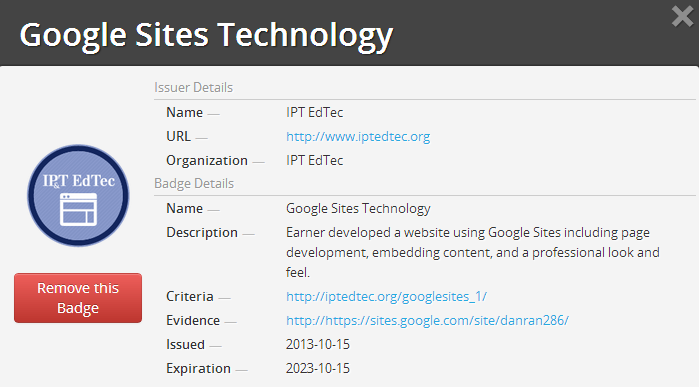 Google Sites Technology
Issuer Details
Name — IPT EdTec
URL — http://www.iptedtec.org
Organization — IPT EdTec
Badge Details
Name — Google Sites Technology
Description — Earner developed a website using Google Sites including page
development, embedding content, and a professional look and
feel.
Criteria — http://iptedtec.org/googlesites_1/
Evidence — http://https://sites.google.com/site/danran286/
Issued — 2013-10-15
Expiration — 2023-10-15
IP&T EdTec
Remove this
Badge